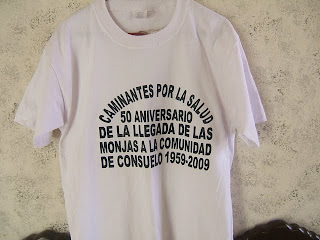 CAMINANTES POR LA SALUD
50 ANIVERSARIO
DE LA LLEGADA DE LAS
MONJAS A LA COMUNIDAD
DE CONSUELO 1959-2009